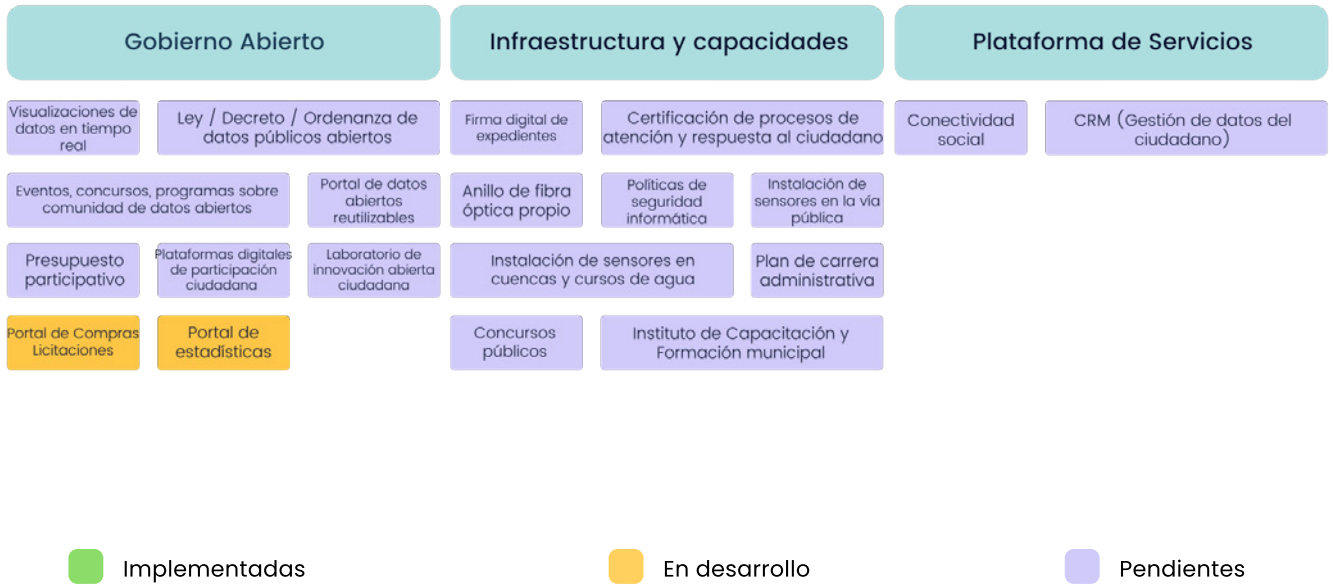 Gobierno Abierto
Infraestructura y capacidades
Plataforma de Servicios
Visualizaciones de
datos en tiempo
real
Ley / Decreto / Ordenanza de
datos públicos abiertos
Firma digital de
expedientes
Certificación de procesos de
atención y respuesta al ciudadano
Conectividad
social
CRM (Gestión de datos del
ciudadano)
Eventos, concursos, programas sobre
comunidad de datos abiertos
Portal de datos
abiertos
reutilizables
Anillo de fibra
óptica propio
Políticas de
seguridad
informática
Instalación de
sensores en la vía
pública
Presupuesto
participativo
Plataformas digitales
de participación
ciudadana
Laboratorio de
innovación abierta
ciudadana
Instalación de sensores en
cuencas y cursos de agua
Plan de carrera
administrativa
Portal de Compras
Licitaciones
Portal de
estadísticas
Concursos
públicos
Instituto de Capacitación y
Formación municipal
Implementadas
En desarrollo
Pendientes